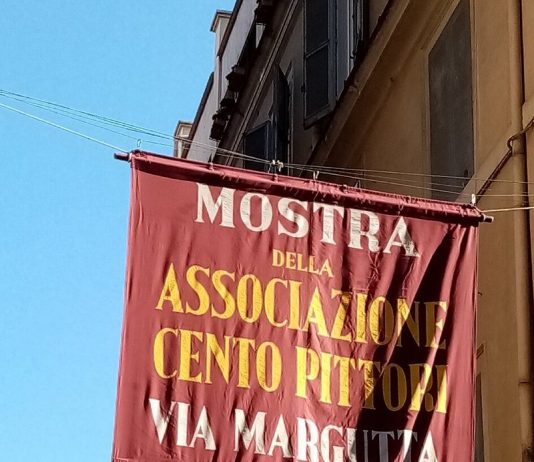 MOSTRA
DELLA
ASSOCIAZIONE
CENTO PITTORI
VIA MARGUTTA